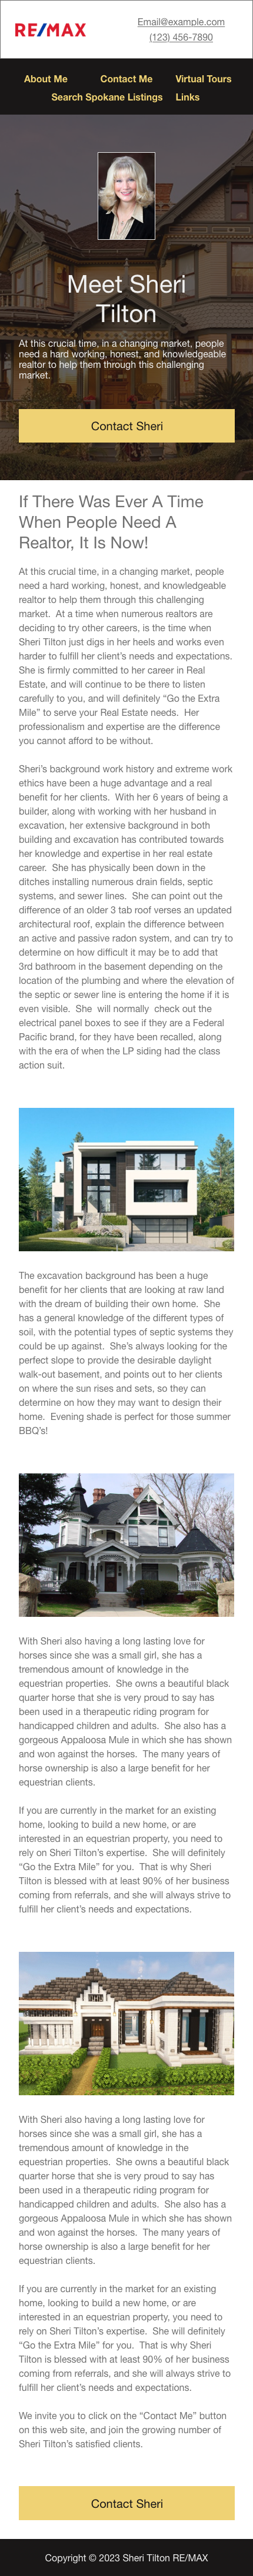 RE/MAX
Email@example.com
(123) 456-7890
About Me Contact Me Virtual Tours
Search Spokane Listings Links
Meet Sheri
Tilton
At this crucial time, in a changing market, people
need a hard working, honest, and knowledgeable
realtor to help them through this challenging
market.
Contact Sheri
If There Was Ever A Time
When People Need A
Realtor, It Is Now!
At this crucial time, in a changing market, people
need a hard working, honest, and knowledgeable
realtor to help them through this challenging
market.  At a time when numerous realtors are
deciding to try other careers, is the time when
Sheri Tilton just digs in her heels and works even
harder to fulfill her client’s needs and expectations.
She is firmly committed to her career in Real
Estate, and will continue to be there to listen
carefully to you, and will definitely “Go the Extra
Mile” to serve your Real Estate needs.  Her
professionalism and expertise are the difference
you cannot afford to be without.
Sheri’s background work history and extreme work
ethics have been a huge advantage and a real
benefit for her clients.  With her 6 years of being a
builder, along with working with her husband in
excavation, her extensive background in both
building and excavation has contributed towards
her knowledge and expertise in her real estate
career.  She has physically been down in the
ditches installing numerous drain fields, septic
systems, and sewer lines.  She can point out the
difference of an older 3 tab roof verses an updated
architectural roof, explain the difference between
an active and passive radon system, and can try to
determine on how difficult it may be to add that
3rd bathroom in the basement depending on the
location of the plumbing and where the elevation of
the septic or sewer line is entering the home if it is
even visible.  She  will normally  check out the
electrical panel boxes to see if they are a Federal
Pacific brand, for they have been recalled, along
with the era of when the LP siding had the class
action suit.
The excavation background has been a huge
benefit for her clients that are looking at raw land
with the dream of building their own home.  She
has a general knowledge of the different types of
soil, with the potential types of septic systems they
could be up against.  She’s always looking for the
perfect slope to provide the desirable daylight
walk-out basement, and points out to her clients
on where the sun rises and sets, so they can
determine on how they may want to design their
home.  Evening shade is perfect for those summer
BBQ’s!
With Sheri also having a long lasting love for
horses since she was a small girl, she has a
tremendous amount of knowledge in the
equestrian properties.  She owns a beautiful black
quarter horse that she is very proud to say has
been used in a therapeutic riding program for
handicapped children and adults.  She also has a
gorgeous Appaloosa Mule in which she has shown
and won against the horses.  The many years of
horse ownership is also a large benefit for her
equestrian clients.
If you are currently in the market for an existing
home, looking to build a new home, or are
interested in an equestrian property, you need to
rely on Sheri Tilton’s expertise.  She will definitely
“Go the Extra Mile” for you.  That is why Sheri
Tilton is blessed with at least 90% of her business
coming from referrals, and she will always strive to
fulfill her client’s needs and expectations.
With Sheri also having a long lasting love for
horses since she was a small girl, she has a
tremendous amount of knowledge in the
equestrian properties.  She owns a beautiful black
quarter horse that she is very proud to say has
been used in a therapeutic riding program for
handicapped children and adults.  She also has a
gorgeous Appaloosa Mule in which she has shown
and won against the horses.  The many years of
horse ownership is also a large benefit for her
equestrian clients.
If you are currently in the market for an existing
home, looking to build a new home, or are
interested in an equestrian property, you need to
rely on Sheri Tilton’s expertise.  She will definitely
“Go the Extra Mile” for you.  That is why Sheri
Tilton is blessed with at least 90% of her business
coming from referrals, and she will always strive to
fulfill her client’s needs and expectations.
We invite you to click on the “Contact Me” button
on this web site, and join the growing number of
Sheri Tilton’s satisfied clients.
Contact Sheri
Copyright © 2023 Sheri Tilton RE/MAX